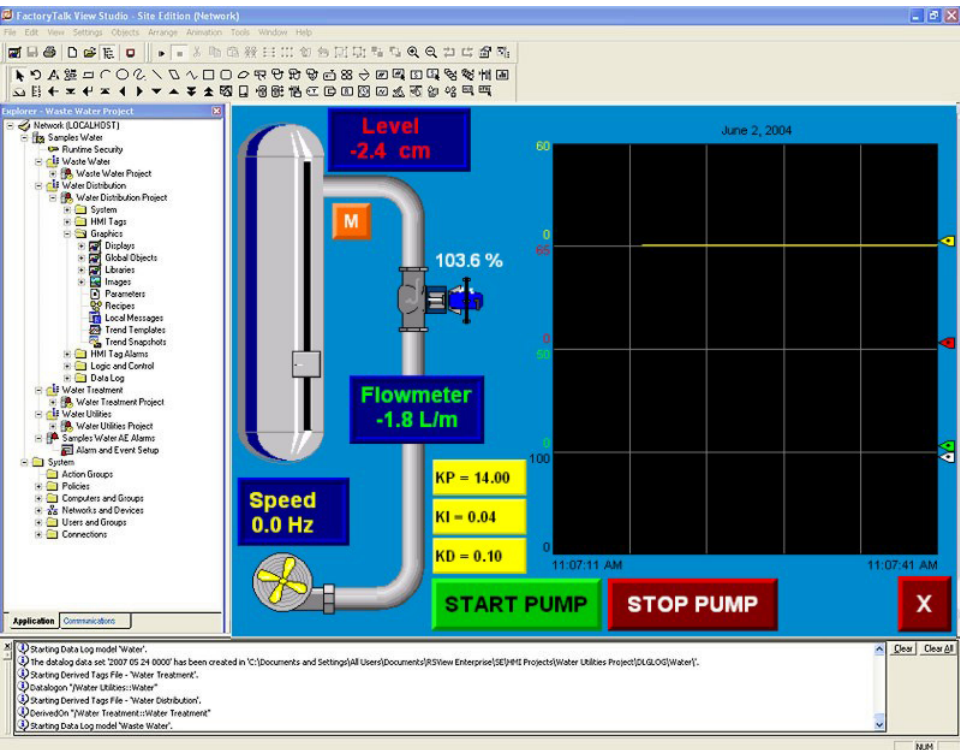 FactoryTalk View Studio - Site Edition (Network)
File Edit View Settings Objects Arrange Animation Tools Window Help
Explorer - Waste Water Project
Network (LOCALHOST)
Samples Water
Runtime Security
Waste Water
Waste Water Project
Water Distribution
Water Distribution Project
System
HMI Tags
Graphics
Displays
Global Objects
Libraries
Images
Parameters
Recipes
Local Messages
Trend Templates
Trend Snapshots
HMI Tag Alarms
Logic and Control
Data Log
Water Treatment
Water Treatment Project
Water Utilities
Water Utilities Project
Samples Water AE Alarms
Alarm and Event Setup
System
Action Groups
Policies
Computers and Groups
Networks and Devices
Users and Groups
Connections
Application Communications
Level
-2.4 cm
M
103.6 %
Flowmeter
-1.8 L/m
Speed
0.0 Hz
KP = 14.00
KI = 0.04
KD = 0.10
June 2, 2004
60
0
65
0
50
0
100
0
11:07:11 AM 11:07:41 AM
START PUMP STOP PUMP X
Starting Data Log model 'Water'.
The datalog data set '2007 05 24 0000' has been created in 'C:\Documents and Settings\All Users\Documents\RSView Enterprise\SE\HMI Projects\Water Utilities Project\DLGLOG\Water\'.
Starting Derived Tags File - 'Water Treatment'.
Datalogon "/Water Utilities::Water"
Starting Derived Tags File - 'Water Distribution'.
DerivedOn "/Water Treatment::Water Treatment"
Starting Data Log model 'Waste Water'.
Clear Clear All
NUM